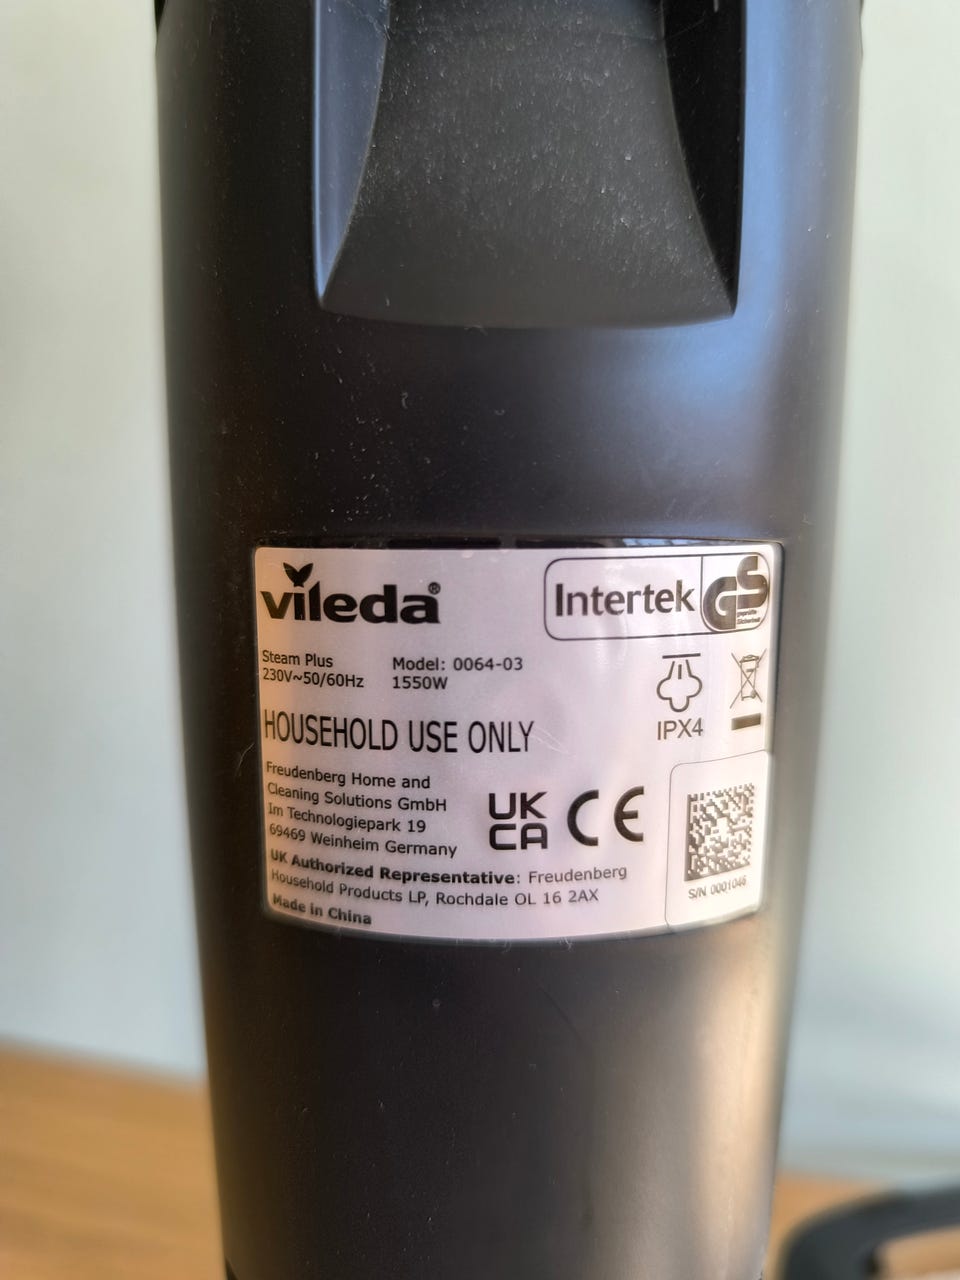 vileda®
Intertek GS
geprüfte
Sicherheit
Steam Plus Model: 0064-03
230V~50/60Hz 1550W
IPX4
HOUSEHOLD USE ONLY
Freudenberg Home and
Cleaning Solutions GmbH
Im Technologiepark 19
69469 Weinheim Germany
UK
CA CE
UK Authorized Representative: Freudenberg
Household Products LP, Rochdale OL 16 2AX
Made in China
S/N. 0001046